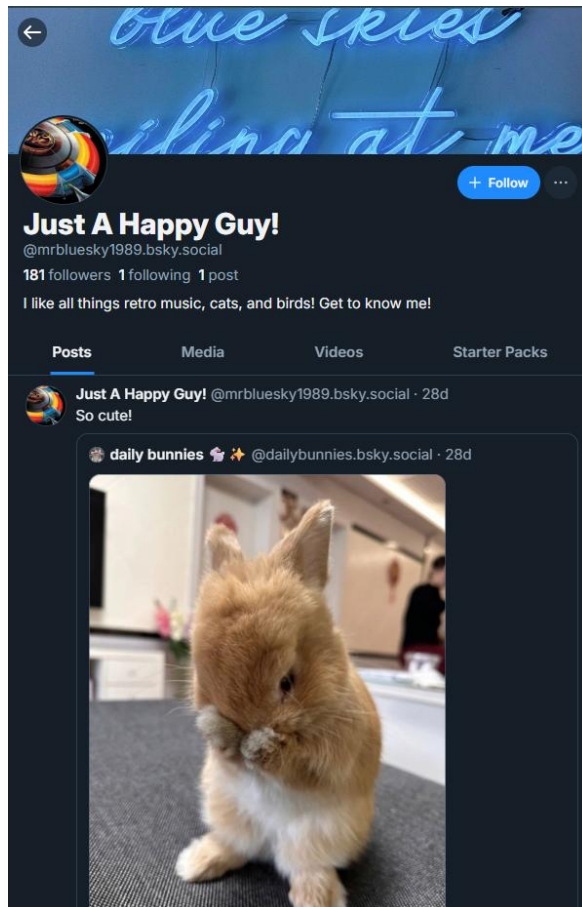 blue skies
iling at me
+ Follow
Just A Happy Guy!
@mrbluesky1989.bsky.social
181 followers 1 following 1 post
I like all things retro music, cats, and birds! Get to know me!
Posts Media Videos Starter Packs
Just A Happy Guy! @mrbluesky1989.bsky.social · 28d
So cute!
daily bunnies 🐇 ✨ @dailybunnies.bsky.social · 28d